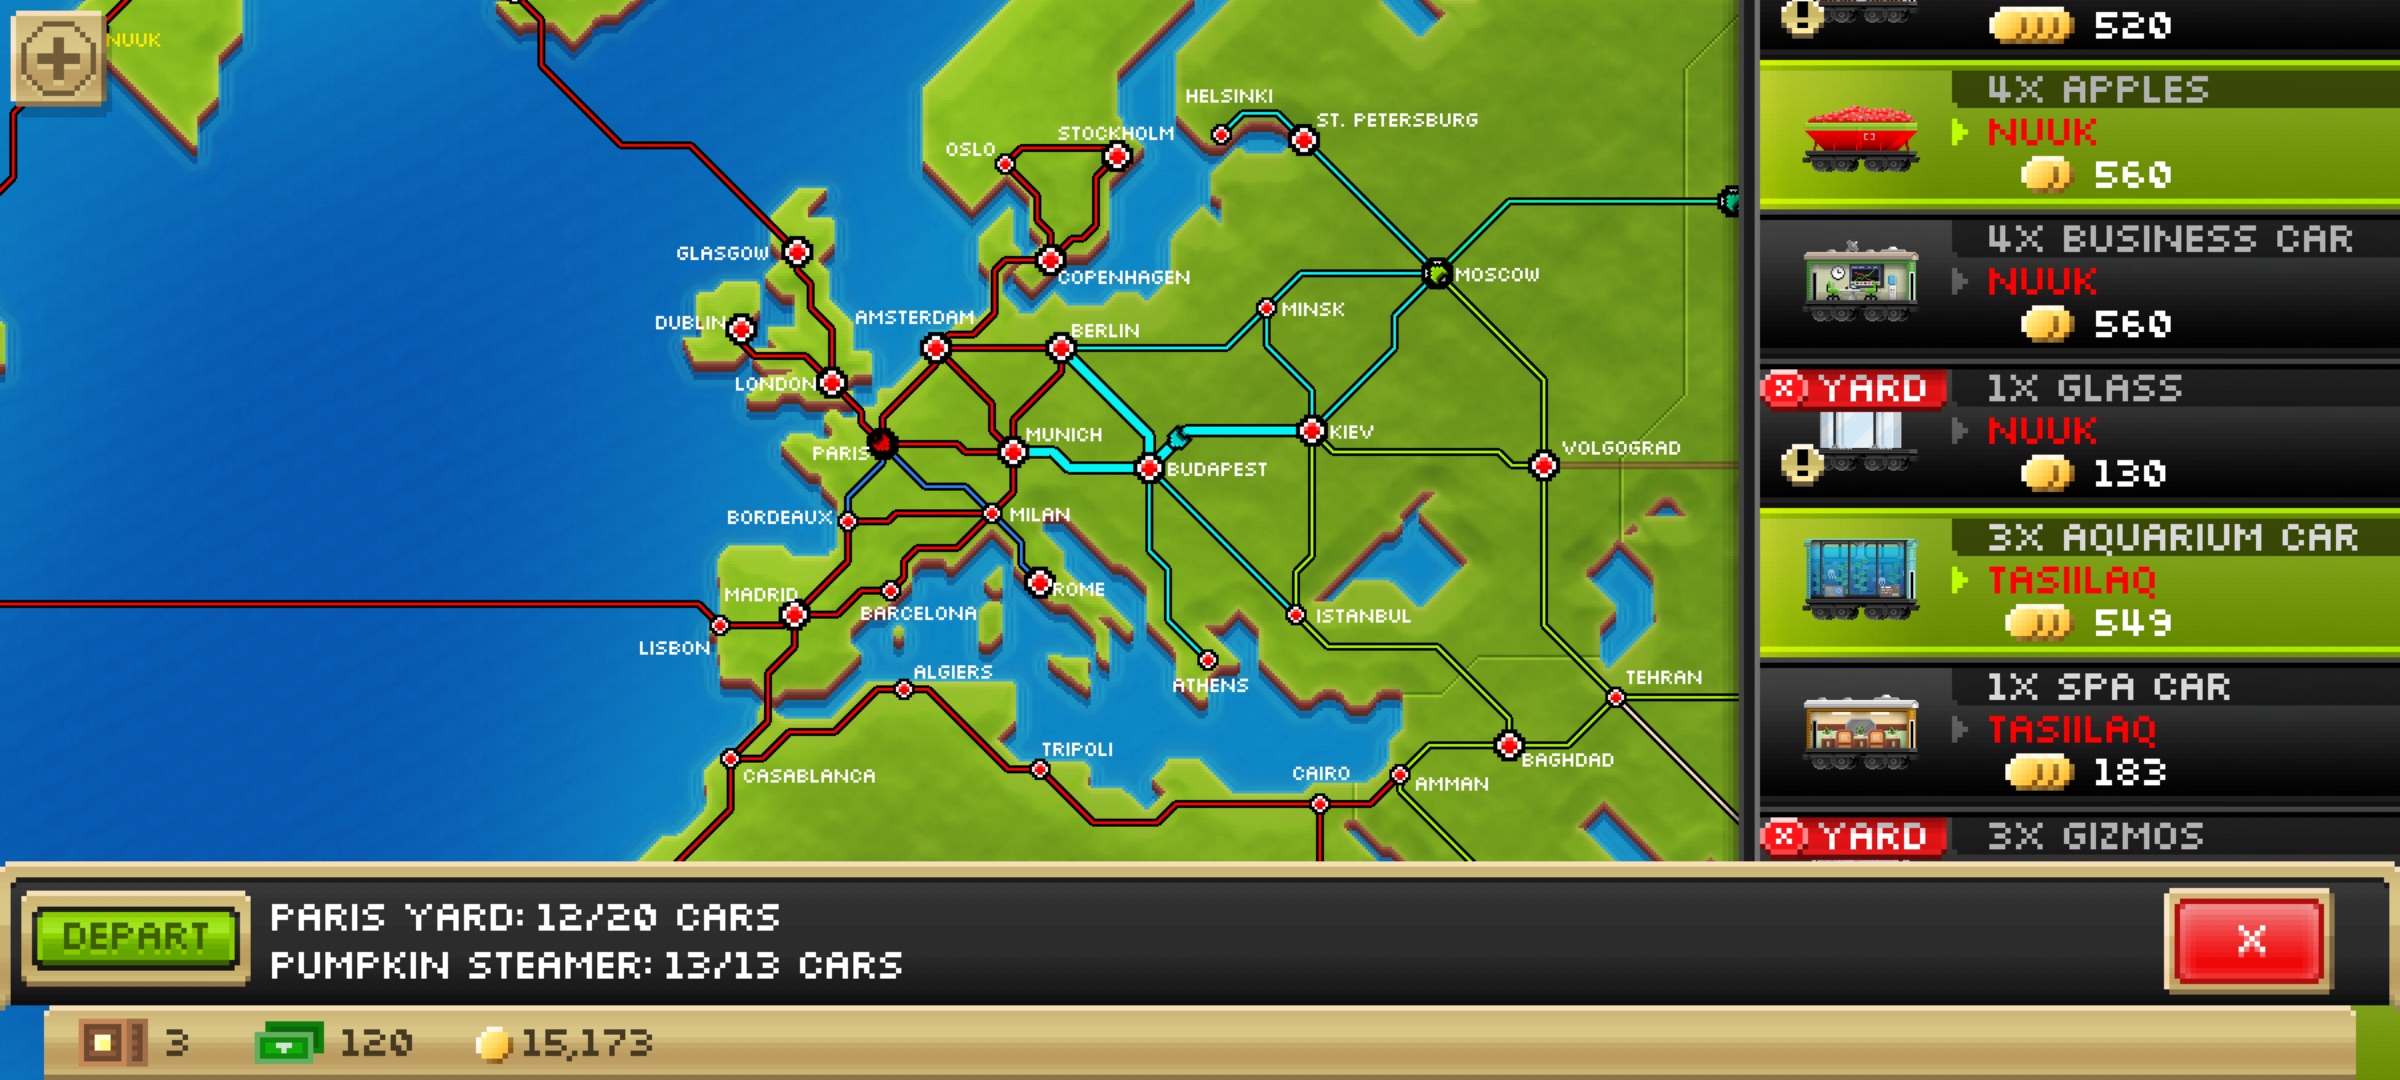 NUUK
HELSINKI
ST. PETERSBURG
STOCKHOLM
OSLO
GLASGOW
COPENHAGEN
MOSCOW
MINSK
DUBLIN
AMSTERDAM
BERLIN
LONDON
MUNICH
KIEV
PARIS
BUDAPEST
VOLGOGRAD
BORDEAUX
MILAN
MADRID
ROME
BARCELONA
ISTANBUL
LISBON
ALGIERS
ATHENS
TEHRAN
TRIPOLI
CASABLANCA
CAIRO
AMMAN
BAGHDAD
520
4X APPLES
NUUK
560
4X BUSINESS CAR
NUUK
560
YARD
1X GLASS
NUUK
130
3X AQUARIUM CAR
TASIILAQ
549
1X SPA CAR
TASIILAQ
183
YARD
3X GIZMOS
DEPART
PARIS YARD: 12/20 CARS
PUMPKIN STEAMER: 13/13 CARS
X
3
120
15,173